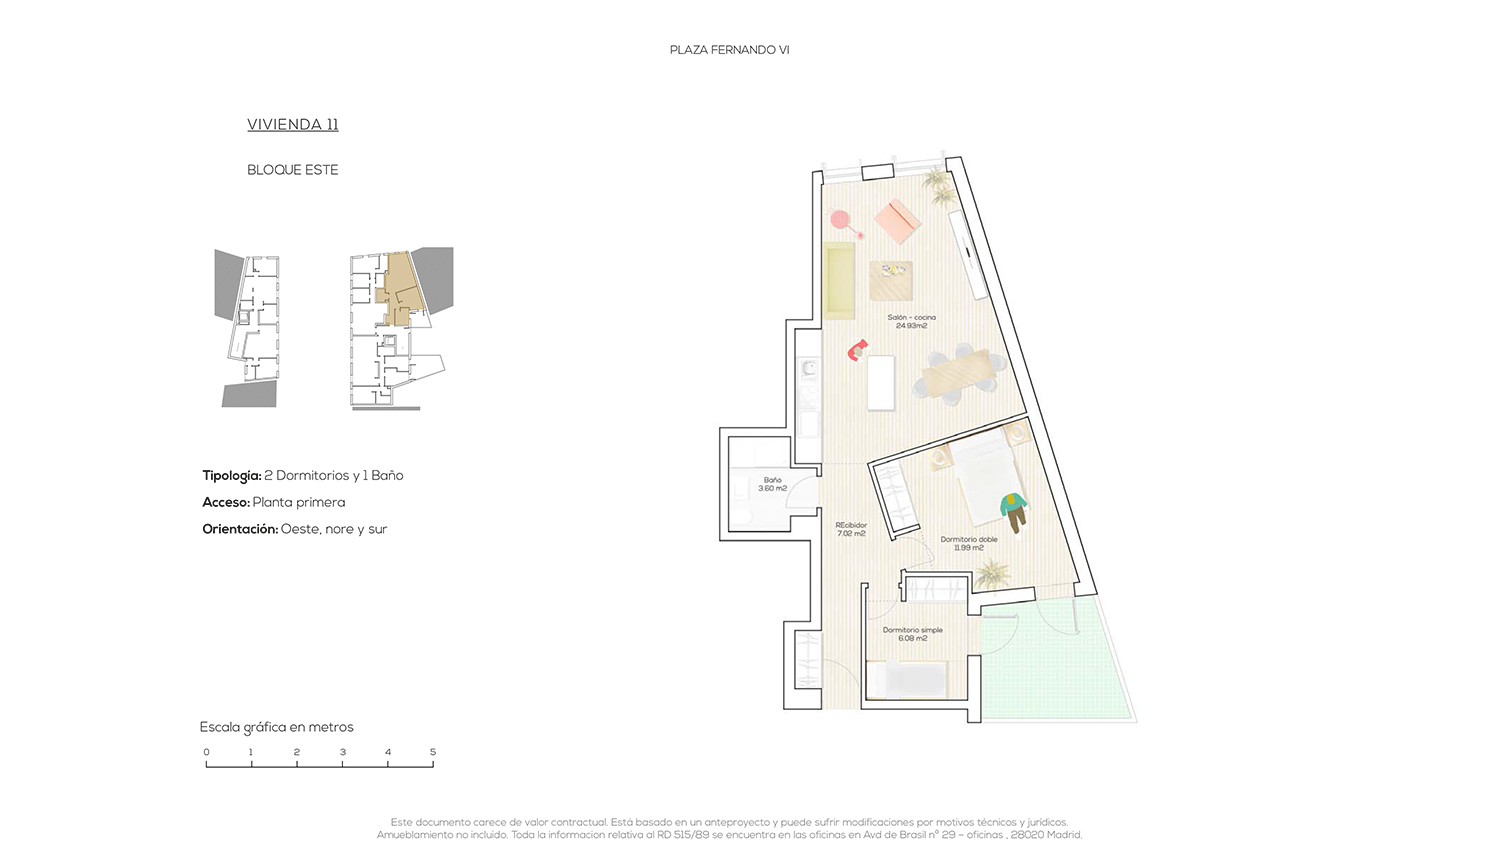 PLAZA FERNANDO VI
VIVIENDA 11
BLOQUE ESTE
Tipología: 2 Dormitorios y 1 Baño
Acceso: Planta primera
Orientación: Oeste, nore y sur
Salón - cocina
24.93m2
Baño
3.60 m2
REcibidor
7.02 m2
Dormitorio doble
11.99 m2
Dormitorio simple
6.08 m2
Escala gráfica en metros
0 1 2 3 4 5
Este documento carece de valor contractual. Está basado en un anteproyecto y puede sufrir modificaciones por motivos técnicos y jurídicos.
Amueblamiento no incluido. Toda la informacion relativa al RD 515/89 se encuentra en las oficinas en Avd de Brasil nº 29 – oficinas , 28020 Madrid.